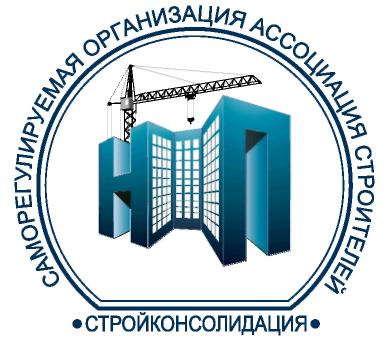 САМОРЕГУЛИРУЕМАЯ ОРГАНИЗАЦИЯ АССОЦИАЦИЯ СТРОИТЕЛЕЙ
НП
•СТРОЙКОНСОЛИДАЦИЯ•